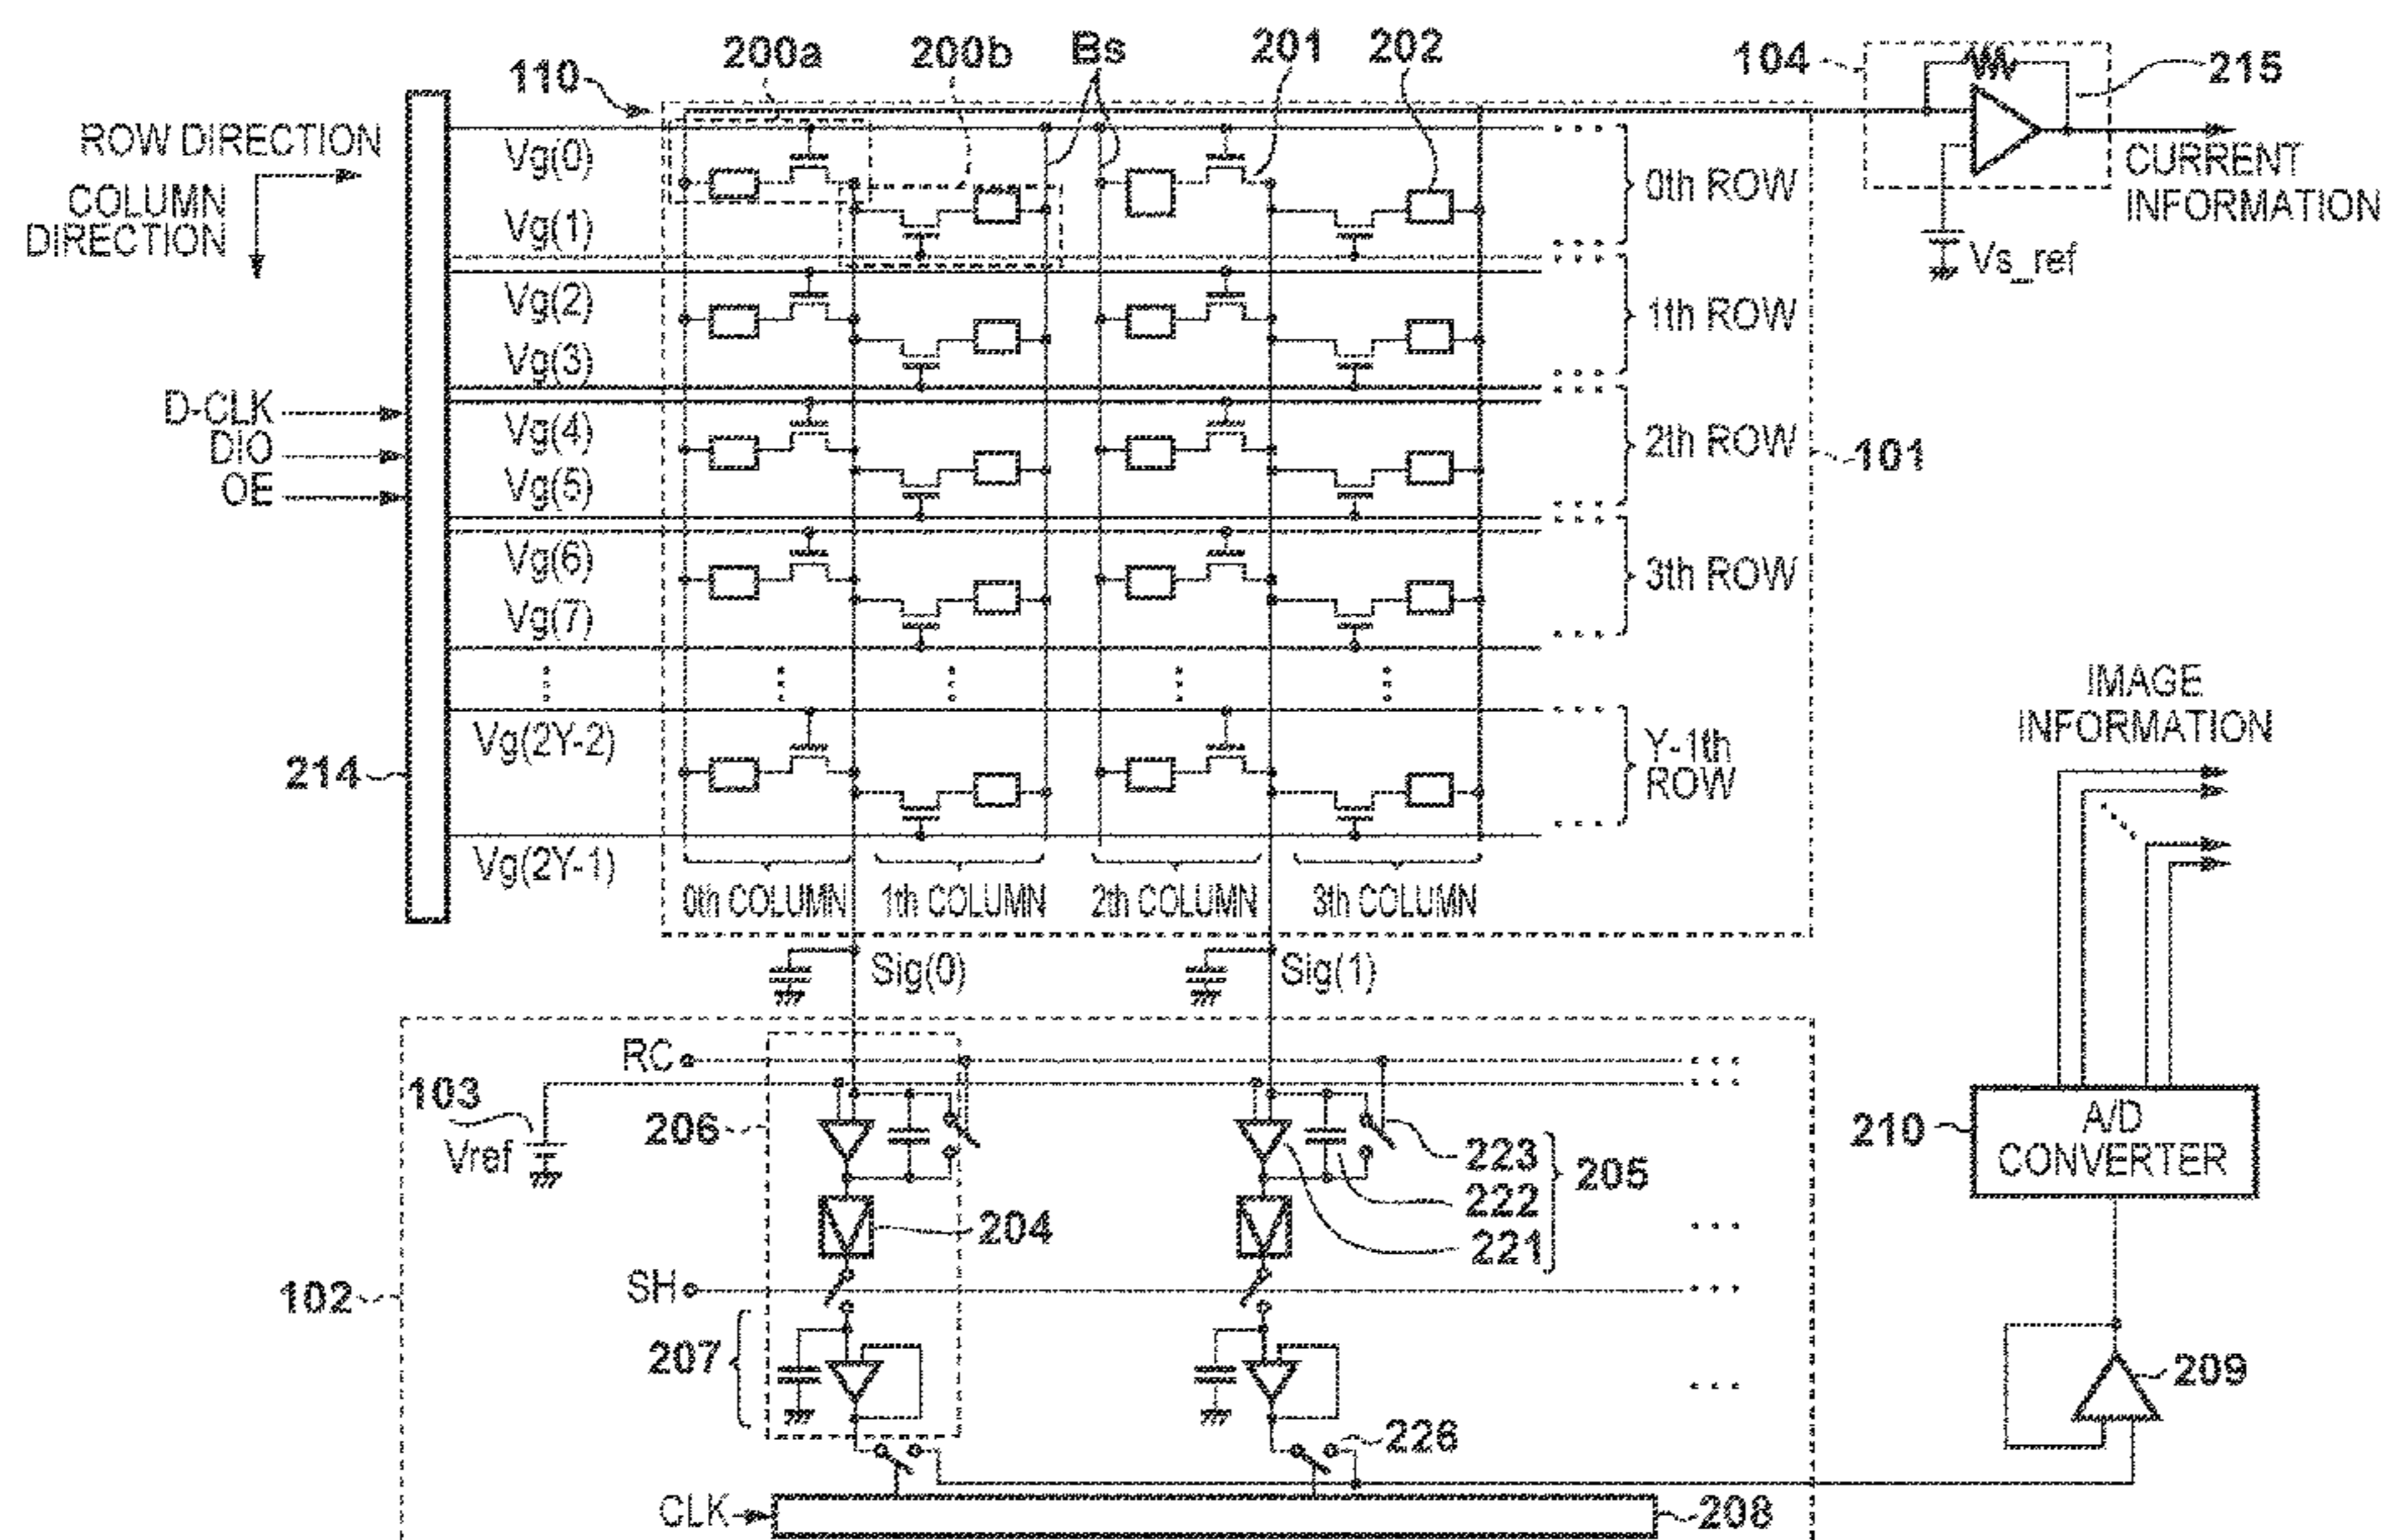 200a
200b
Bs
201
202
104
215
110
ROW DIRECTION
COLUMN
DIRECTION
Vg(0)
Vg(1)
Vg(2)
Vg(3)
Vg(4)
Vg(5)
Vg(6)
Vg(7)
Vg(2Y-2)
Vg(2Y-1)
0th ROW
1th ROW
2th ROW
3th ROW
Y-1th
ROW
CURRENT
INFORMATION
Vs_ref
D-CLK
DIO
OE
101
214
0th COLUMN
1th COLUMN
2th COLUMN
3th COLUMN
IMAGE
INFORMATION
Sig(0)
Sig(1)
RC
103
Vref
206
223
222
221
205
204
210
A/D
CONVERTER
SH
102
207
209
226
CLK
208